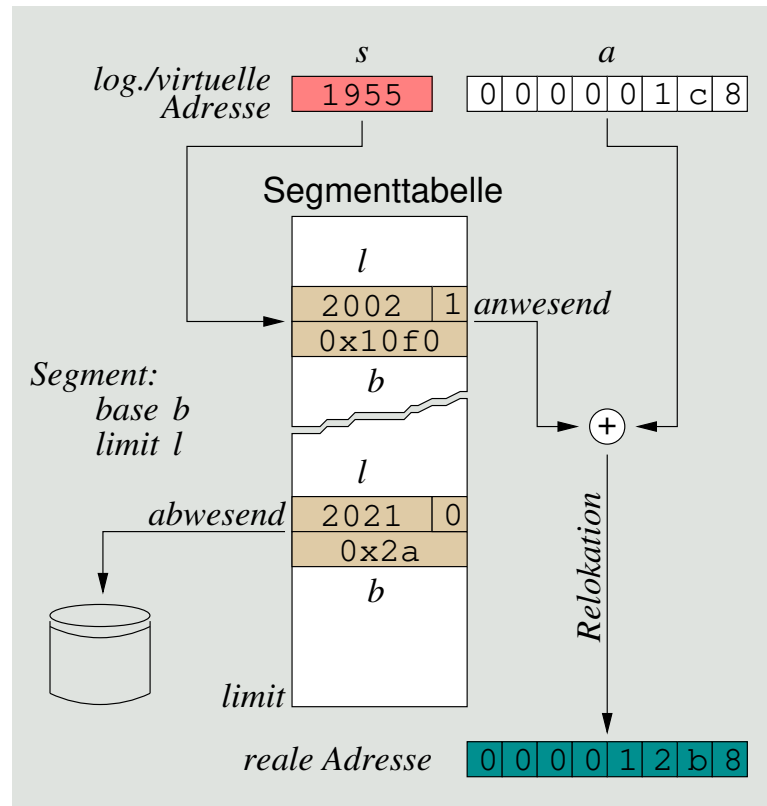 s a
log./virtuelle
Adresse
1955
0 0 0 0 0 1 c 8
Segmenttabelle
l
2002 1 anwesend
0x10f0
b
Segment:
base b
limit l
+
l
abwesend 2021 0
0x2a
b
Relokation
limit
reale Adresse 0 0 0 0 1 2 b 8